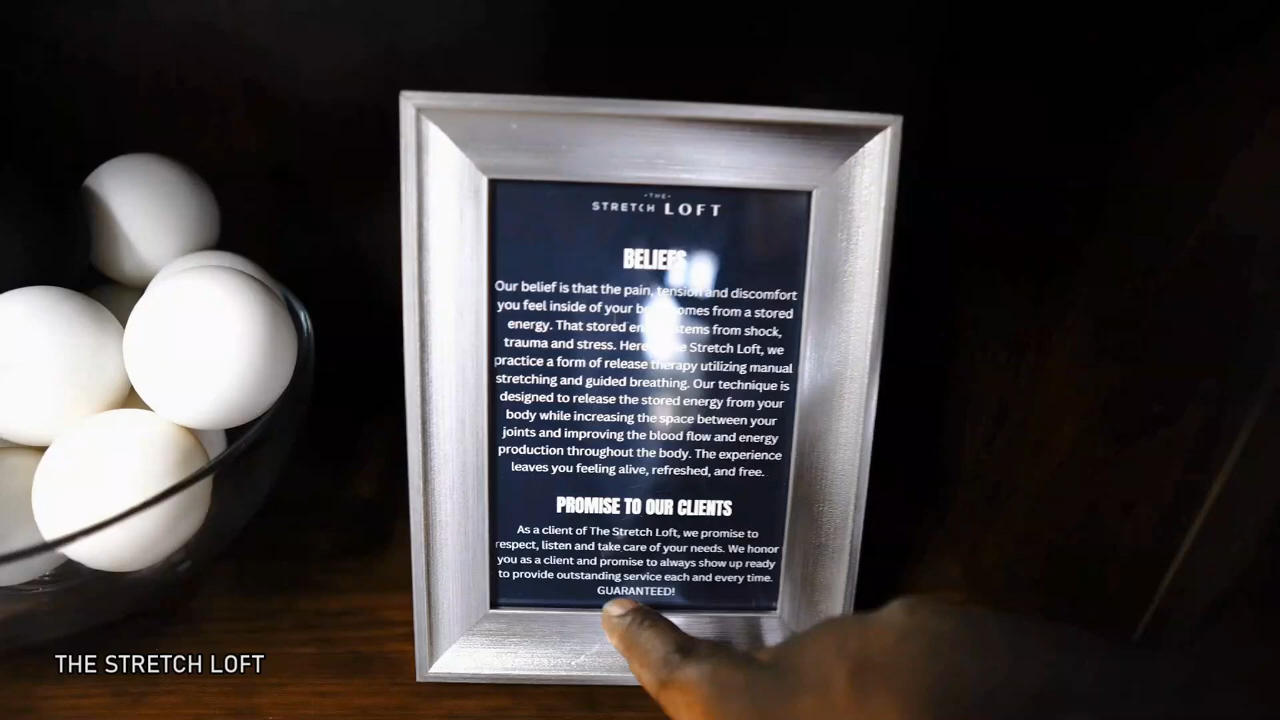 ·THE·
STRETCH LOFT
BELIEFS
Our belief is that the pain, tension and discomfort
you feel inside of your comes from a stored
energy. That stored energy stems from shock,
trauma and stress. Here The Stretch Loft, we
practice a form of release therapy utilizing manual
stretching and guided breathing. Our technique is
designed to release the stored energy from your
body while increasing the space between your
joints and improving the blood flow and energy
production throughout the body. The experience
leaves you feeling alive, refreshed, and free.
PROMISE TO OUR CLIENTS
As a client of The Stretch Loft, we promise to
respect, listen and take care of your needs. We honor
you as a client and promise to always show up ready
to provide outstanding service each and every time.
GUARANTEED!
THE STRETCH LOFT